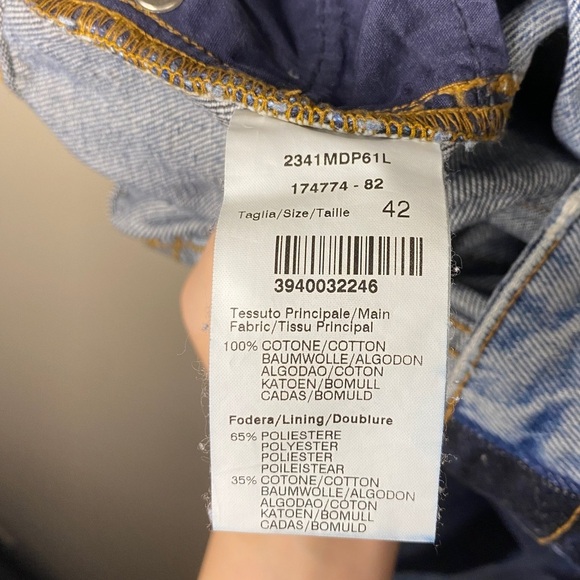 2341MDP61L
174774 - 82
Taglia/Size/Taille 42
3940032246
Tessuto Principale/Main
Fabric/Tissu Principal
100% COTONE/COTTON
BAUMWOLLE/ALGODON
ALGODAO/COTON
KATOEN/BOMULL
CADAS/BOMULD
Fodera/Lining/Doublure
65% POLIESTERE
POLYESTER
POLIESTER
POILEISTEAR
35% COTONE/COTTON
BAUMWOLLE/ALGODON
ALGODAO/COTON
KATOEN/BOMULL
CADAS/BOMULD